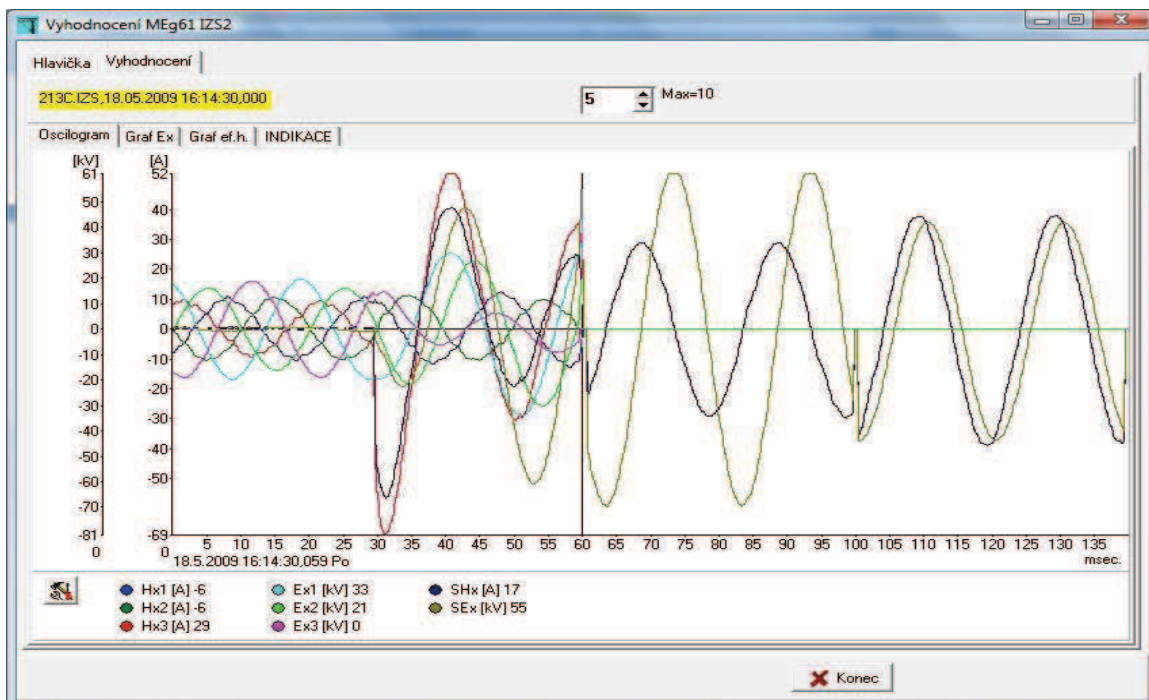 Vyhodnocení MEg61 IZS2
Hlavička Vyhodnocení
213C.IZS,18.05.2009 16:14:30,000
5 Max=10
Oscilogram Graf Ex Graf ef.h. INDIKACE
[kV] [A]
61 52
50
40 40
30 30
20 20
10 10
0 0
-10 -10
-20 -20
-30 -30
-40 -40
-50 -50
-60
-70
-81 -69
0 0 5 10 15 20 25 30 35 40 45 50 55 60 65 70 75 80 85 90 95 100 105 110 115 120 125 130 135
18.5.2009 16:14:30,059 Po msec.
Hx1 [A] -6 Ex1 [kV] 33 SHx [A] 17
Hx2 [A] -6 Ex2 [kV] 21 SEx [kV] 55
Hx3 [A] 29 Ex3 [kV] 0
Konec